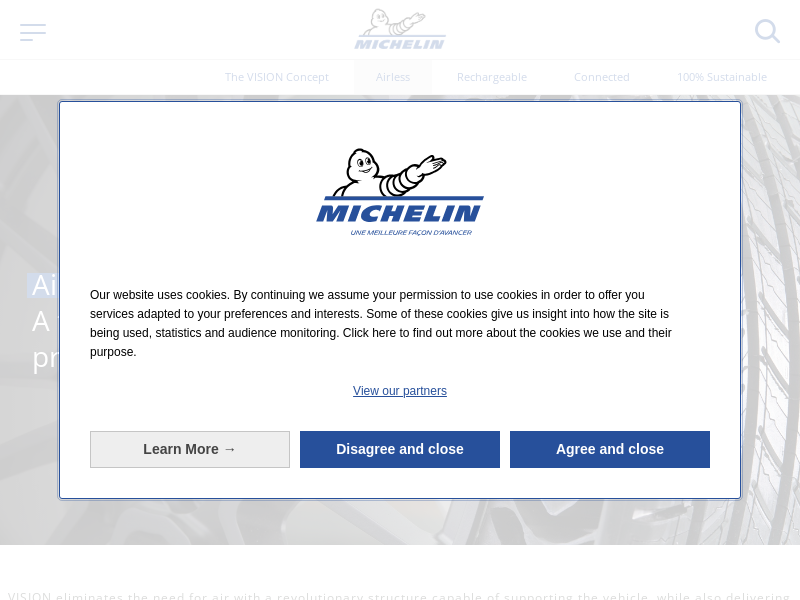 MICHELIN
The VISION Concept
Airless
Rechargeable
Connected
100% Sustainable
MICHELIN
UNE MEILLEURE FAÇON D'AVANCER
Our website uses cookies. By continuing we assume your permission to use cookies in order to offer you
services adapted to your preferences and interests. Some of these cookies give us insight into how the site is
being used, statistics and audience monitoring. Click here to find out more about the cookies we use and their
purpose.
View our partners
Learn More →
Disagree and close
Agree and close
VISION eliminates the need for air with a revolutionary structure capable of supporting the vehicle, while also delivering